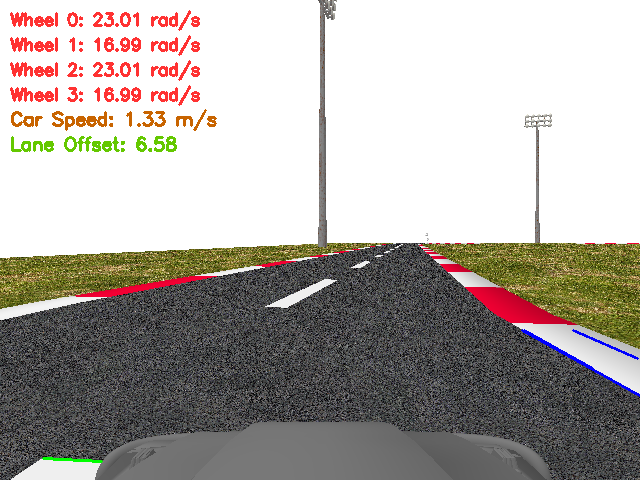 Wheel 0: 23.01 rad/s
Wheel 1: 16.99 rad/s
Wheel 2: 23.01 rad/s
Wheel 3: 16.99 rad/s
Car Speed: 1.33 m/s
Lane Offset: 6.58